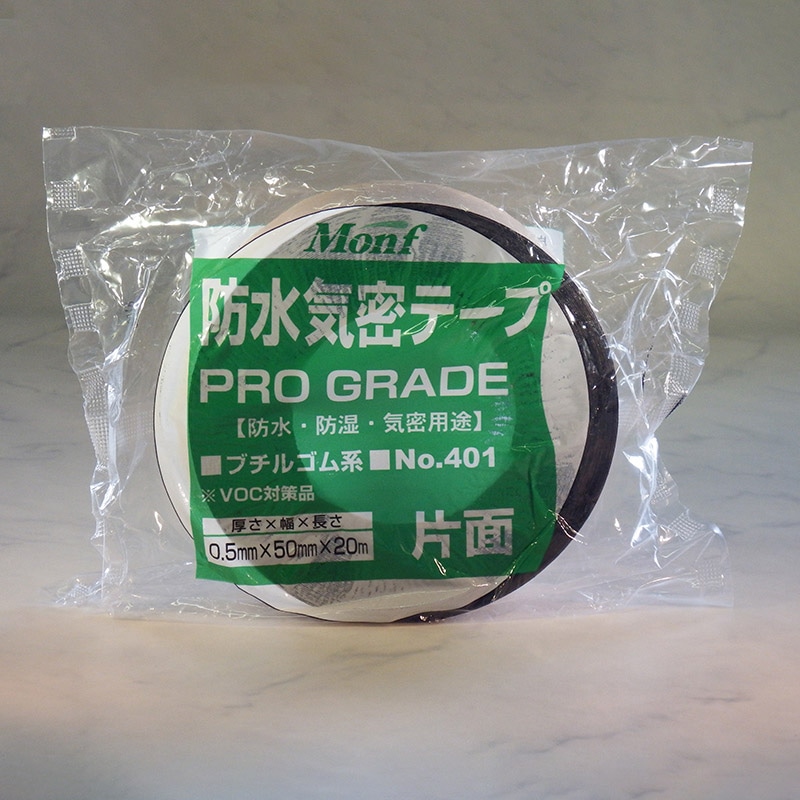 Monf
防水気密テープ
PRO GRADE
【防水・防湿・気密用途】
■ブチルゴム系 ■No.401
※VOC対策品
厚さ×幅×長さ
0.5mm×50mm×20m
片面